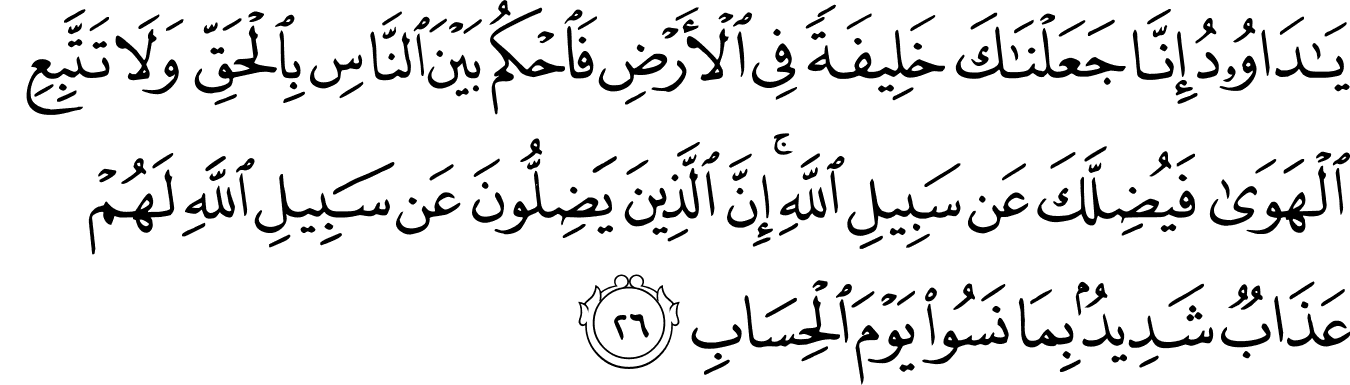 يَـٰدَاوُۥدُ إِنَّا جَعَلْنَـٰكَ خَلِيفَةً فِى ٱلْأَرْضِ فَٱحْكُم بَيْنَ ٱلنَّاسِ بِٱلْحَقِّ وَلَا تَتَّبِعِ
ٱلْهَوَىٰ فَيُضِلَّكَ عَن سَبِيلِ ٱللَّهِ ۚ إِنَّ ٱلَّذِينَ يَضِلُّونَ عَن سَبِيلِ ٱللَّهِ لَهُمْ
عَذَابٌ شَدِيدٌۢ بِمَا نَسُوا۟ يَوْمَ ٱلْحِسَابِ ٢٦